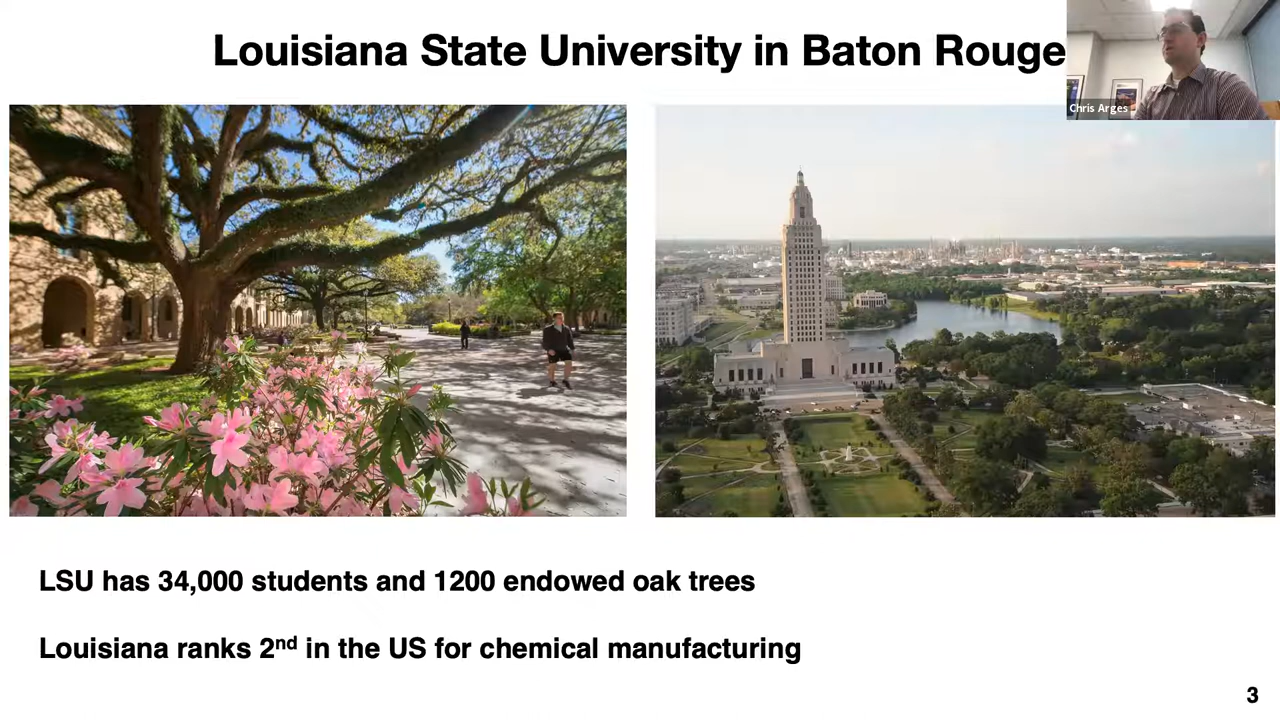 Louisiana State University in Baton Rouge
Chris Arges
LSU has 34,000 students and 1200 endowed oak trees
Louisiana ranks 2nd in the US for chemical manufacturing
3